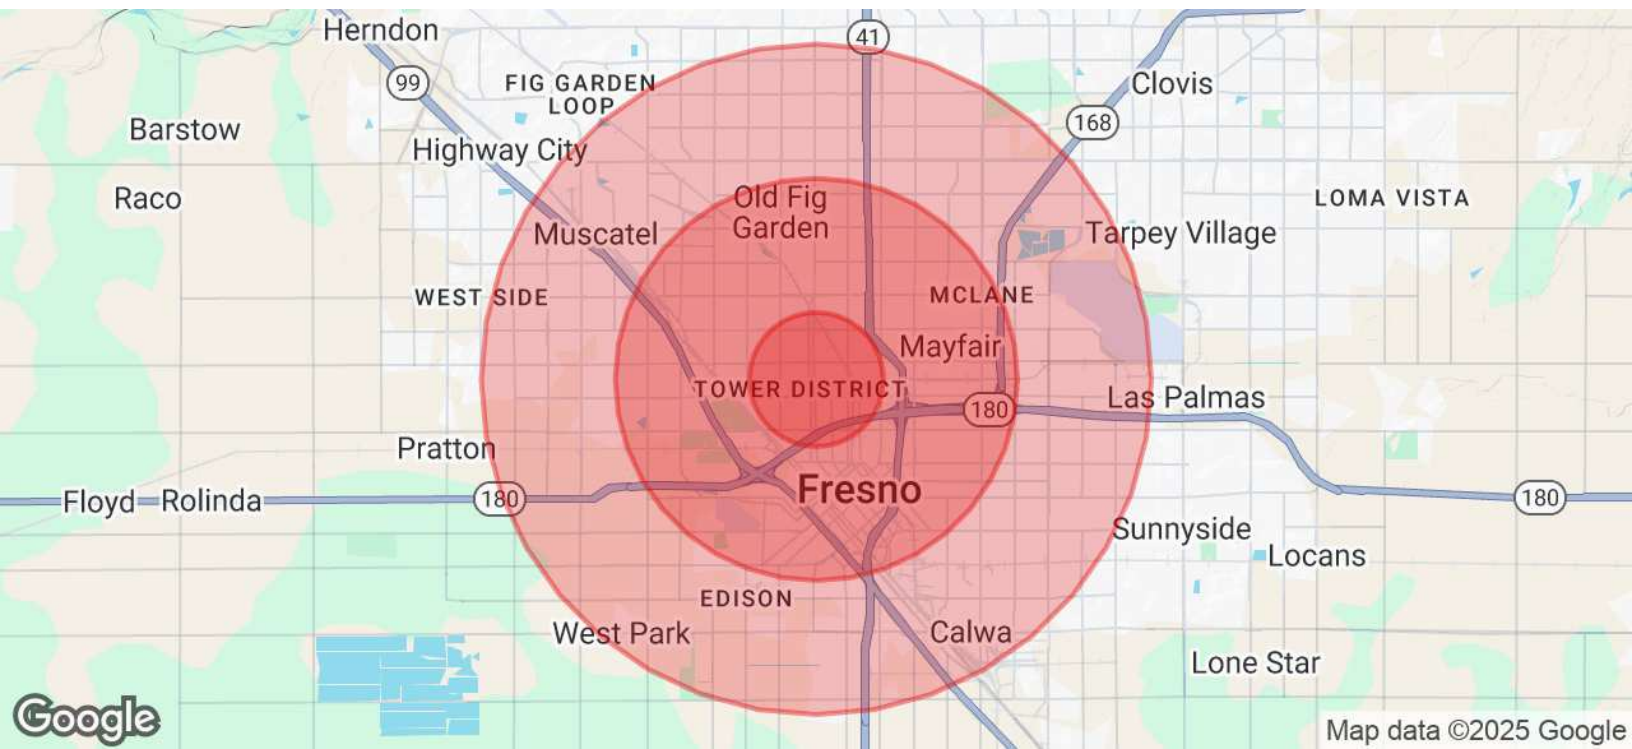 Herndon
41
99
FIG GARDEN
LOOP
Clovis
168
Barstow
Highway City
Raco
Old Fig
Garden
LOMA VISTA
Muscatel
Tarpey Village
WEST SIDE
MCLANE
Mayfair
TOWER DISTRICT
Las Palmas
180
Pratton
Fresno
Floyd
Rolinda
180
180
Sunnyside
Locans
EDISON
West Park
Calwa
Lone Star
Google
Map data ©2025 Google